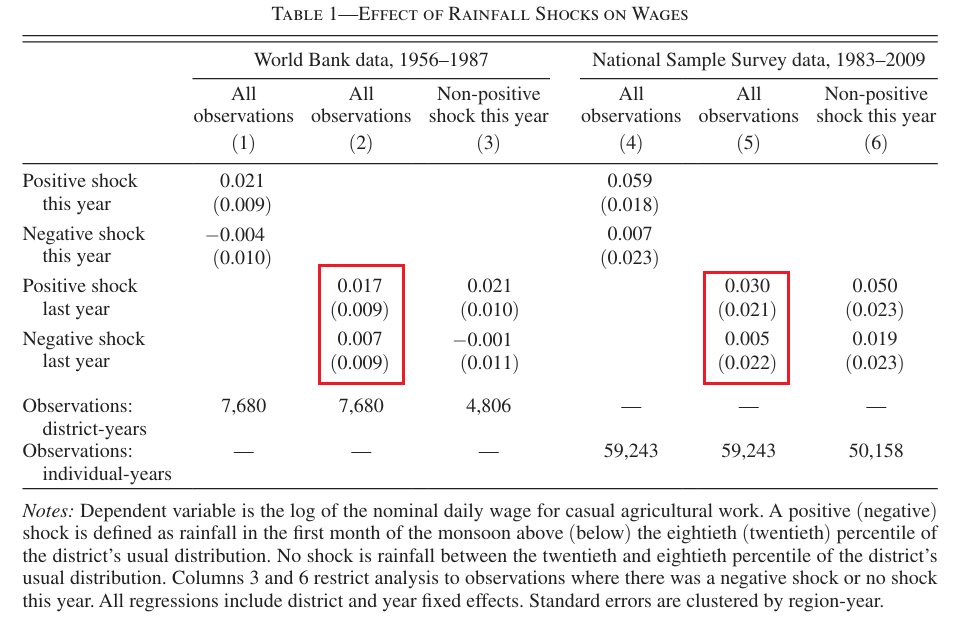 TABLE 1—EFFECT OF RAINFALL SHOCKS ON WAGES
World Bank data, 1956–1987 National Sample Survey data, 1983–2009
All All Non-positive All All Non-positive
observations observations shock this year observations observations shock this year
(1) (2) (3) (4) (5) (6)
Positive shock 0.021 0.059
this year (0.009) (0.018)
Negative shock −0.004 0.007
this year (0.010) (0.023)
Positive shock 0.017 0.021 0.030 0.050
last year (0.009) (0.010) (0.021) (0.023)
Negative shock 0.007 −0.001 0.005 0.019
last year (0.009) (0.011) (0.022) (0.023)
Observations: 7,680 7,680 4,806 — — —
district-years
Observations: — — — 59,243 59,243 50,158
individual-years
Notes: Dependent variable is the log of the nominal daily wage for casual agricultural work. A positive (negative)
shock is defined as rainfall in the first month of the monsoon above (below) the eightieth (twentieth) percentile of
the district's usual distribution. No shock is rainfall between the twentieth and eightieth percentile of the district's
usual distribution. Columns 3 and 6 restrict analysis to observations where there was a negative shock or no shock
this year. All regressions include district and year fixed effects. Standard errors are clustered by region-year.